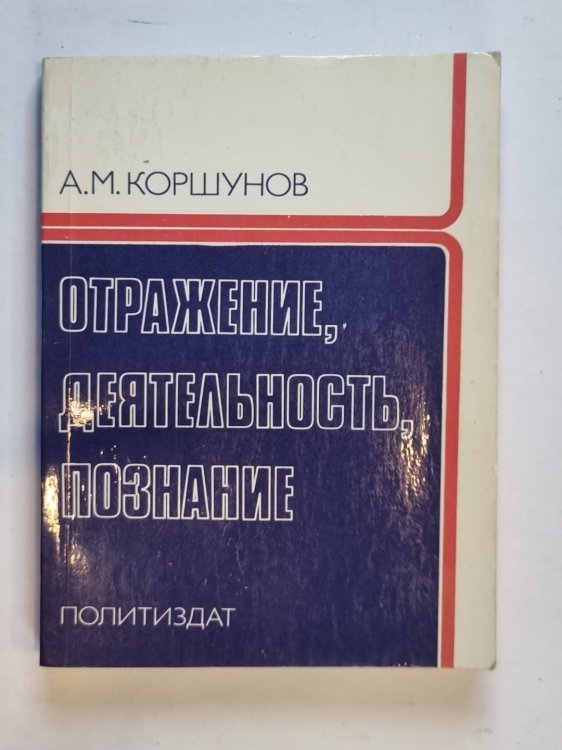 А.М. КОРШУНОВ
ОТРАЖЕНИЕ,
ДЕЯТЕЛЬНОСТЬ,
ПОЗНАНИЕ
ПОЛИТИЗДАТ